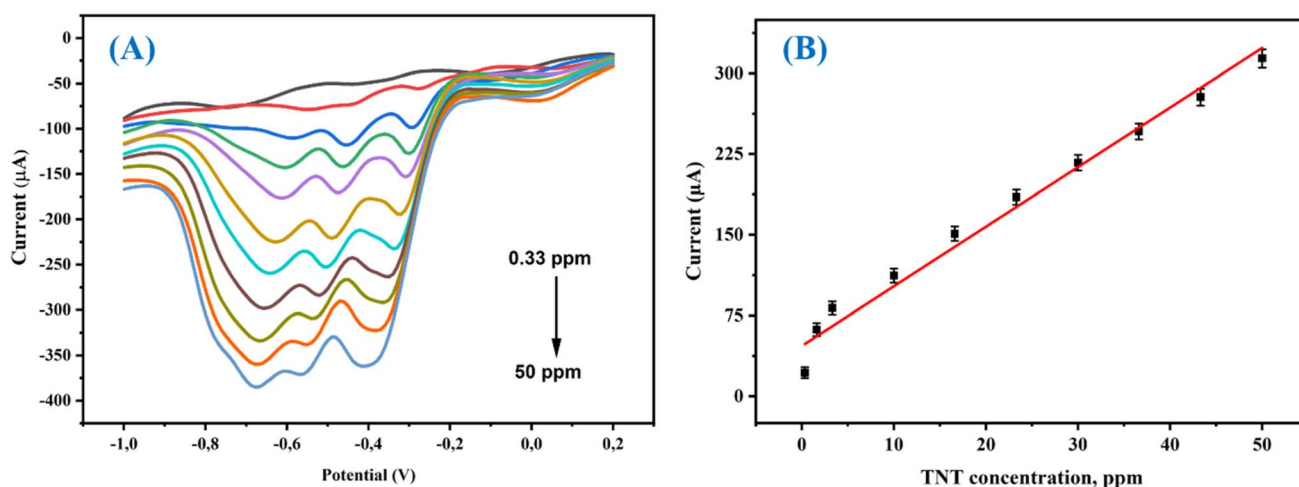 (A)
Current (µA)
0
-50
-100
-150
-200
-250
-300
-350
-400
0.33 ppm
50 ppm
-1,0 -0,8 -0,6 -0,4 -0,2 0,0 0,2
Potential (V)
(B)
Current (µA)
300
225
150
75
0
0 10 20 30 40 50
TNT concentration, ppm